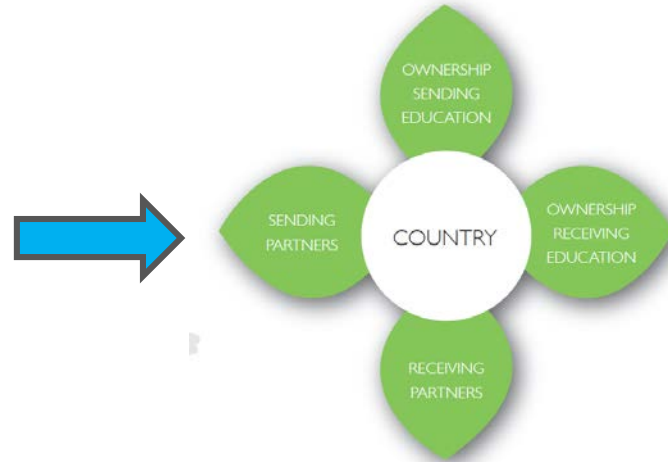 OWNERSHIP
SENDING
EDUCATION
SENDING
PARTNERS
COUNTRY
OWNERSHIP
RECEIVING
EDUCATION
RECEIVING
PARTNERS